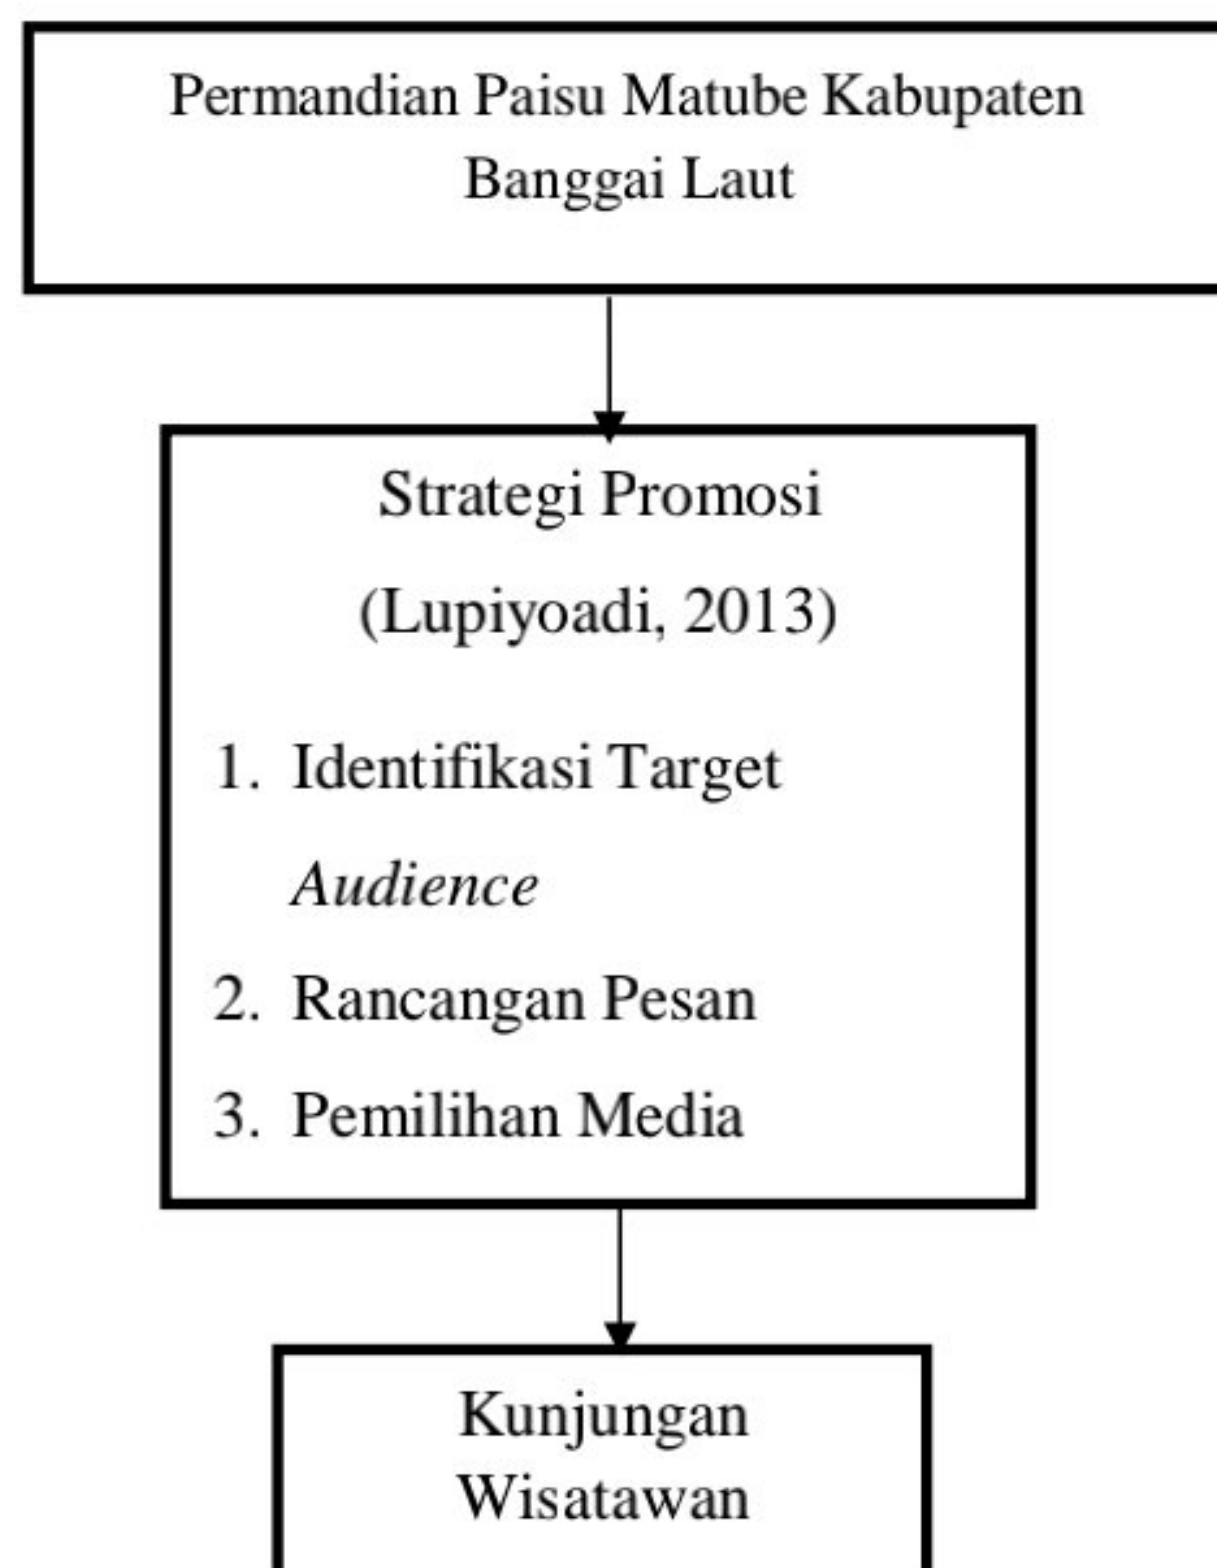 Permandian Paisu Matube Kabupaten
Banggai Laut
Strategi Promosi
(Lupiyoadi, 2013)
1. Identifikasi Target
Audience
2. Rancangan Pesan
3. Pemilihan Media
Kunjungan
Wisatawan